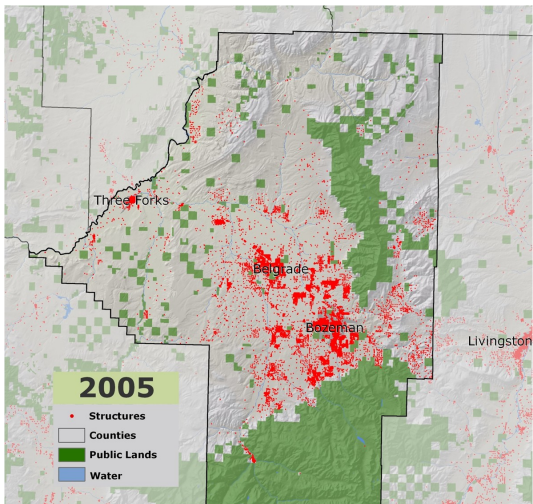 Three Forks
Belgrade
Bozeman
Livingston
2005
Structures
Counties
Public Lands
Water